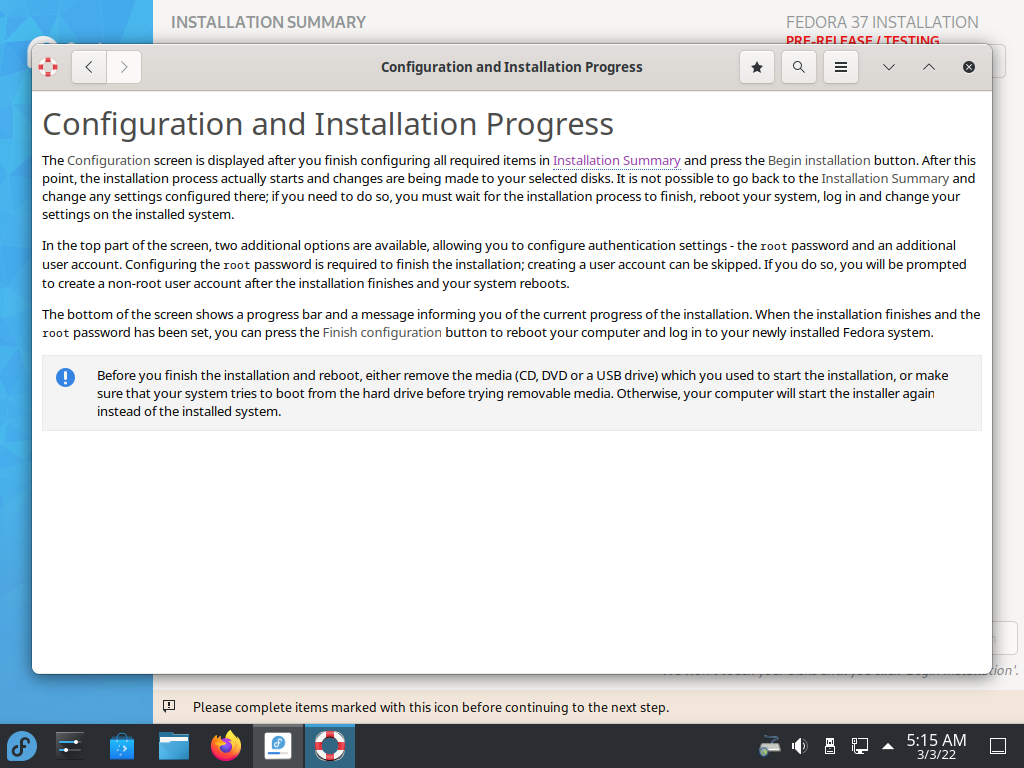 INSTALLATION SUMMARY
FEDORA 37 INSTALLATION
PRE-RELEASE / TESTING
Configuration and Installation Progress
Configuration and Installation Progress
The Configuration screen is displayed after you finish configuring all required items in Installation Summary and press the Begin installation button. After this
point, the installation process actually starts and changes are being made to your selected disks. It is not possible to go back to the Installation Summary and
change any settings configured there; if you need to do so, you must wait for the installation process to finish, reboot your system, log in and change your
settings on the installed system.
In the top part of the screen, two additional options are available, allowing you to configure authentication settings - the root password and an additional
user account. Configuring the root password is required to finish the installation; creating a user account can be skipped. If you do so, you will be prompted
to create a non-root user account after the installation finishes and your system reboots.
The bottom of the screen shows a progress bar and a message informing you of the current progress of the installation. When the installation finishes and the
root password has been set, you can press the Finish configuration button to reboot your computer and log in to your newly installed Fedora system.
Before you finish the installation and reboot, either remove the media (CD, DVD or a USB drive) which you used to start the installation, or make
sure that your system tries to boot from the hard drive before trying removable media. Otherwise, your computer will start the installer again
instead of the installed system.
Please complete items marked with this icon before continuing to the next step.
5:15 AM
3/3/22